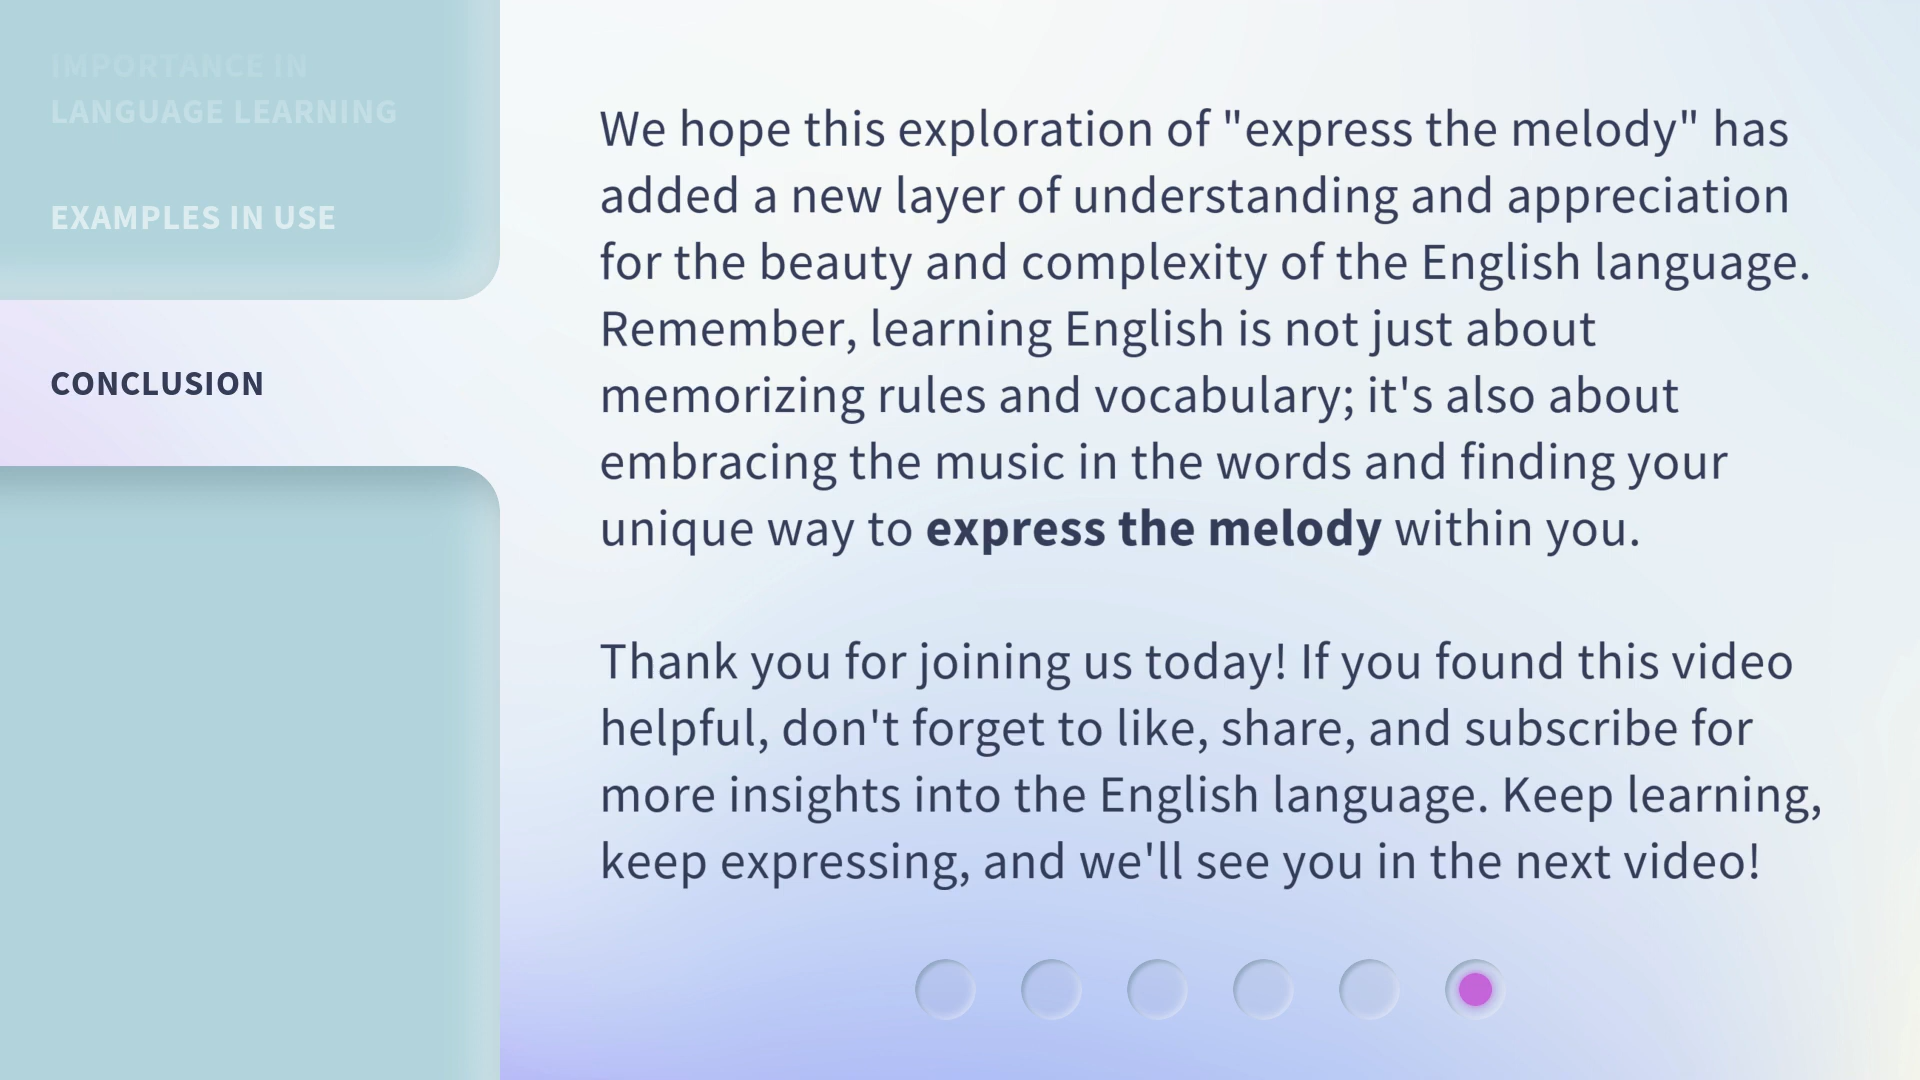 IMPORTANCE IN
LANGUAGE LEARNING
EXAMPLES IN USE
CONCLUSION
We hope this exploration of "express the melody" has
added a new layer of understanding and appreciation
for the beauty and complexity of the English language.
Remember, learning English is not just about
memorizing rules and vocabulary; it's also about
embracing the music in the words and finding your
unique way to express the melody within you.
Thank you for joining us today! If you found this video
helpful, don't forget to like, share, and subscribe for
more insights into the English language. Keep learning,
keep expressing, and we'll see you in the next video!